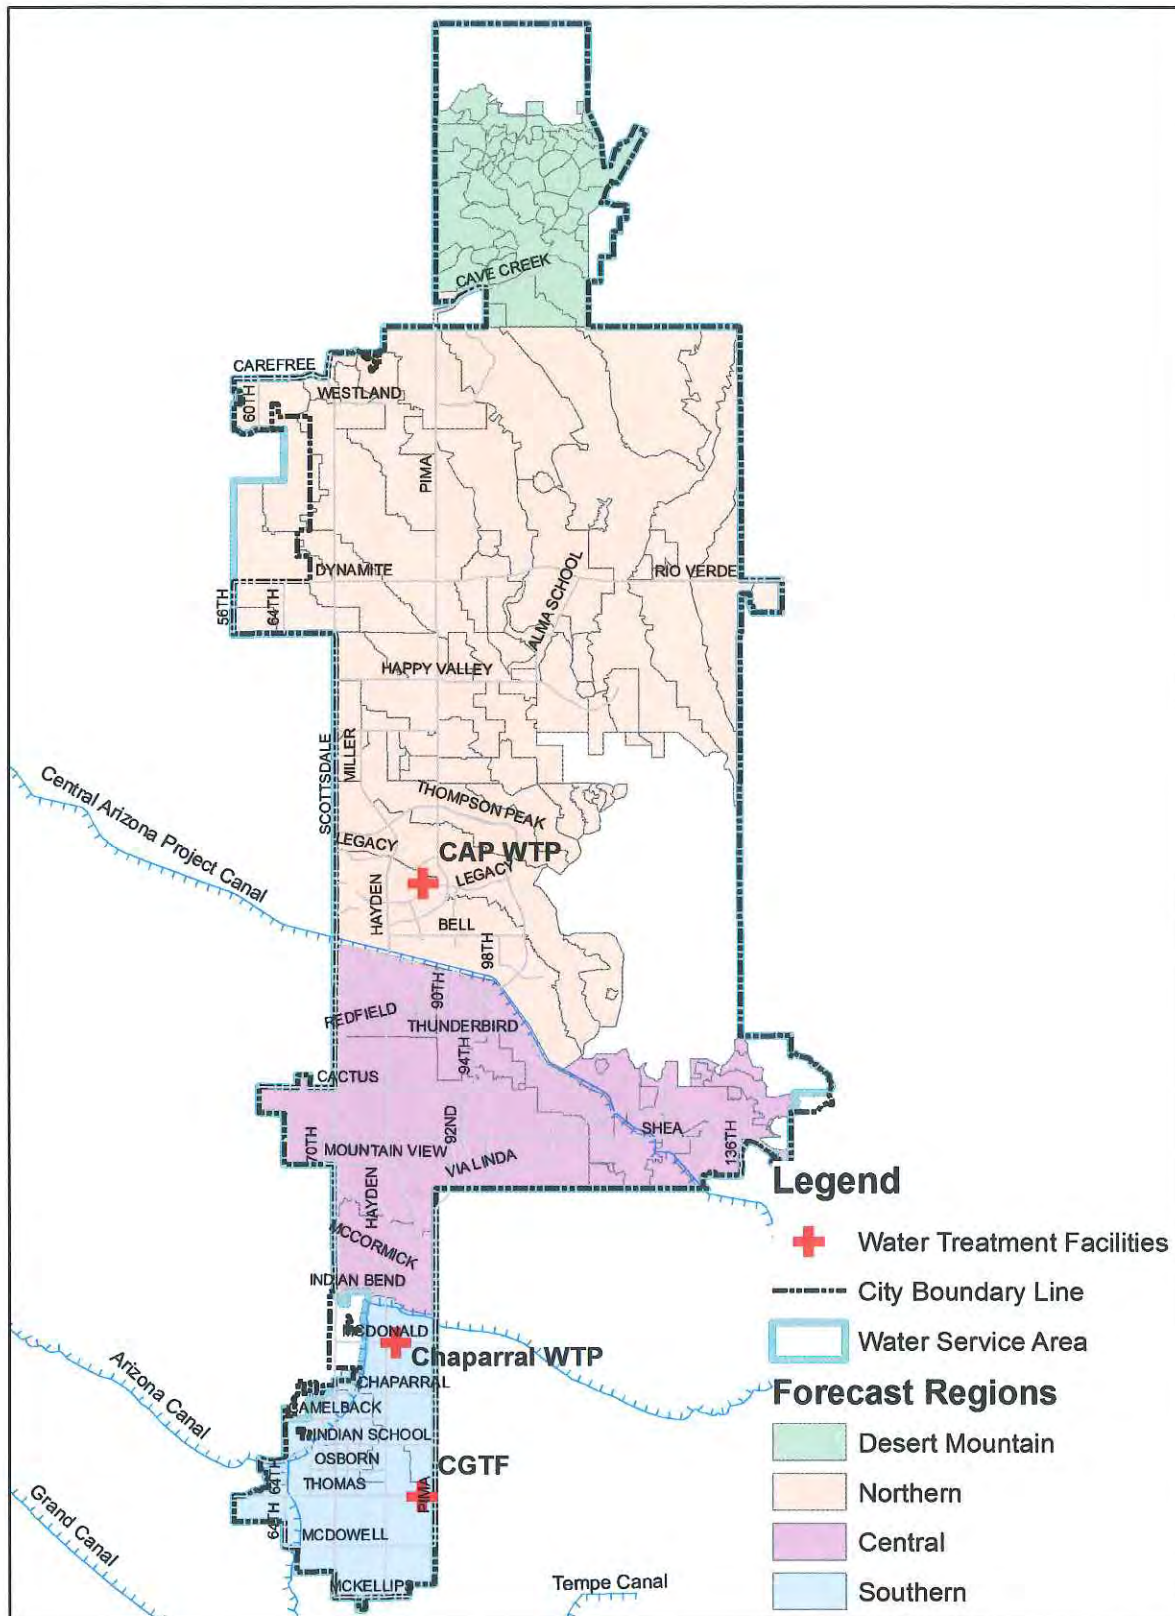 CAVE CREEK
CAREFREE
60TH
WESTLAND
PIMA
DYNAMITE
ALMA SCHOOL
RIO VERDE
56TH
64TH
HAPPY VALLEY
SCOTTSDALE
MILLER
Central Arizona Project Canal
THOMPSON PEAK
LEGACY
CAP WTP
LEGACY
HAYDEN
BELL
98TH
90TH
REDFIELD
THUNDERBIRD
94TH
CACTUS
92ND
SHEA
70TH
MOUNTAIN VIEW
136TH
VIA LINDA
HAYDEN
MCCORMICK
INDIAN BEND
MCDONALD
Chaparral WTP
Arizona Canal
CHAPARRAL
CAMELBACK
INDIAN SCHOOL
OSBORN
CGTF
64TH
THOMAS
PIMA
64TH
Grand Canal
MCDOWELL
MCKELLIPS
Tempe Canal
Legend
Water Treatment Facilities
City Boundary Line
Water Service Area
Forecast Regions
Desert Mountain
Northern
Central
Southern